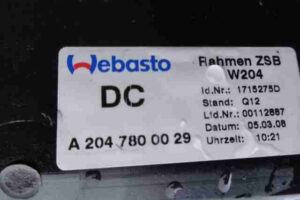 Webasto
Rahmen ZSB
W204
DC
Id.Nr.: 1715275D
Stand: Q12
Lfd.Nr.: 00112887
A 204 780 00 29
Datum: 05.03.08
Uhrzeit: 10:21